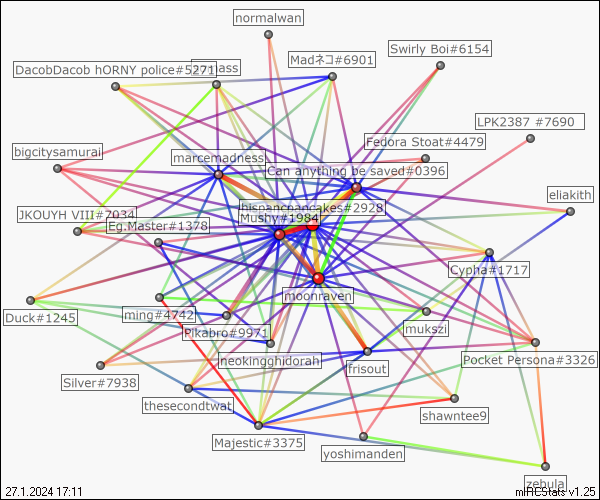 normalwan
Swirly Boi#6154
Madネコ#6901
DacobDacob hORNY police#5271
LPK2387 #7690
Fedora Stoat#4479
bigcitysamurai
marcemadness
Can anything be saved#0396
eliakith
JKOUYH VIII#7034
Eg.Master#1378
Mushy#1984
Cypha#1717
moonraven
Duck#1245
ming#4742
Pikabro#9971
mukszi
neokingghidorah
frisout
Pocket Persona#3326
Silver#7938
thesecondtwat
shawntee9
Majestic#3375
yoshimanden
zebula
27.1.2024 17:11
mIRCStats v1.25